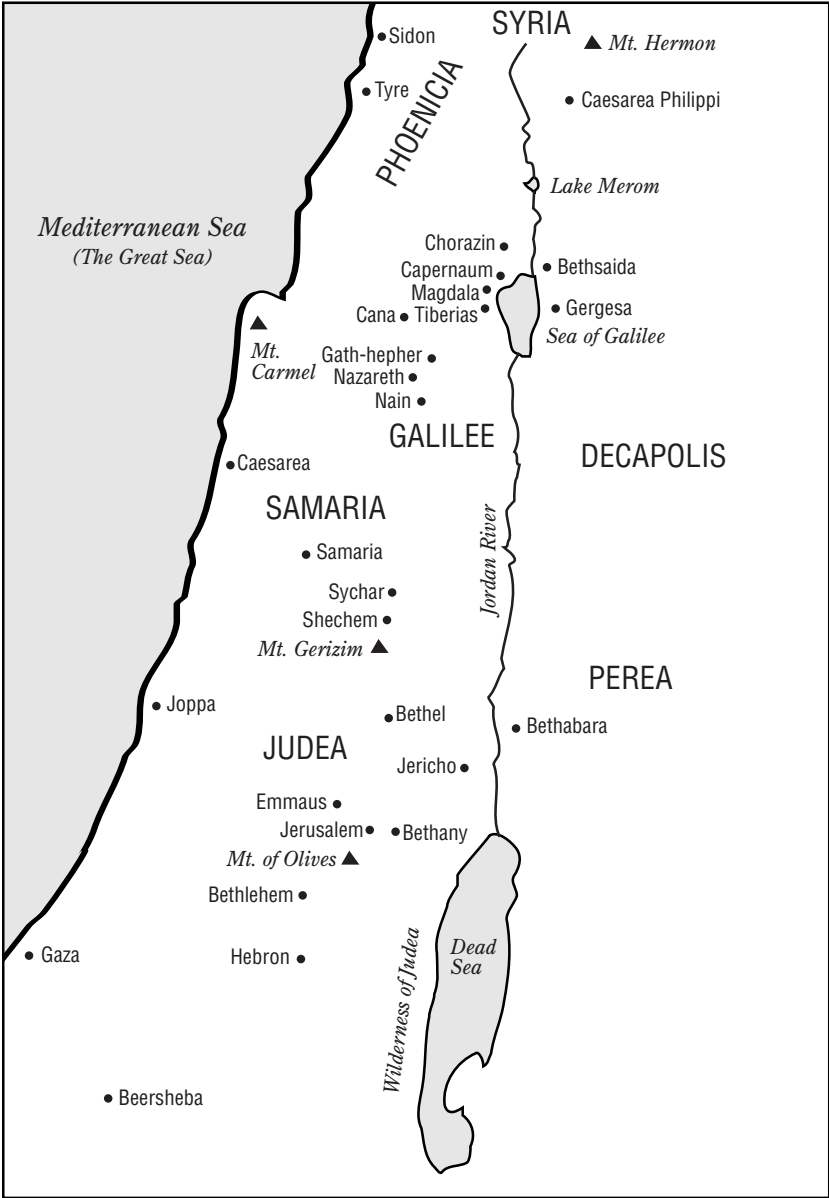 SYRIA
Sidon
Mt. Hermon
Tyre
PHOENICIA
Caesarea Philippi
Lake Merom
Mediterranean Sea
(The Great Sea)
Chorazin
Capernaum
Bethsaida
Magdala
Cana
Tiberias
Gergesa
Sea of Galilee
Mt.
Carmel
Gath-hepher
Nazareth
Nain
GALILEE
DECAPOLIS
Caesarea
SAMARIA
Jordan River
Samaria
Sychar
Shechem
Mt. Gerizim
PEREA
Joppa
Bethel
Bethabara
JUDEA
Jericho
Emmaus
Jerusalem
Bethany
Mt. of Olives
Bethlehem
Gaza
Hebron
Wilderness of Judea
Dead
Sea
Beersheba